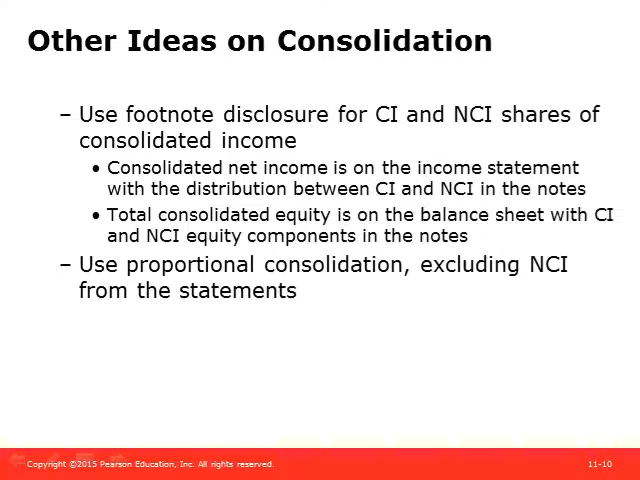 Other Ideas on Consolidation
– Use footnote disclosure for CI and NCI shares of
consolidated income
• Consolidated net income is on the income statement
with the distribution between CI and NCI in the notes
• Total consolidated equity is on the balance sheet with CI
and NCI equity components in the notes
– Use proportional consolidation, excluding NCI
from the statements
Copyright ©2015 Pearson Education, Inc. All rights reserved.
11-10